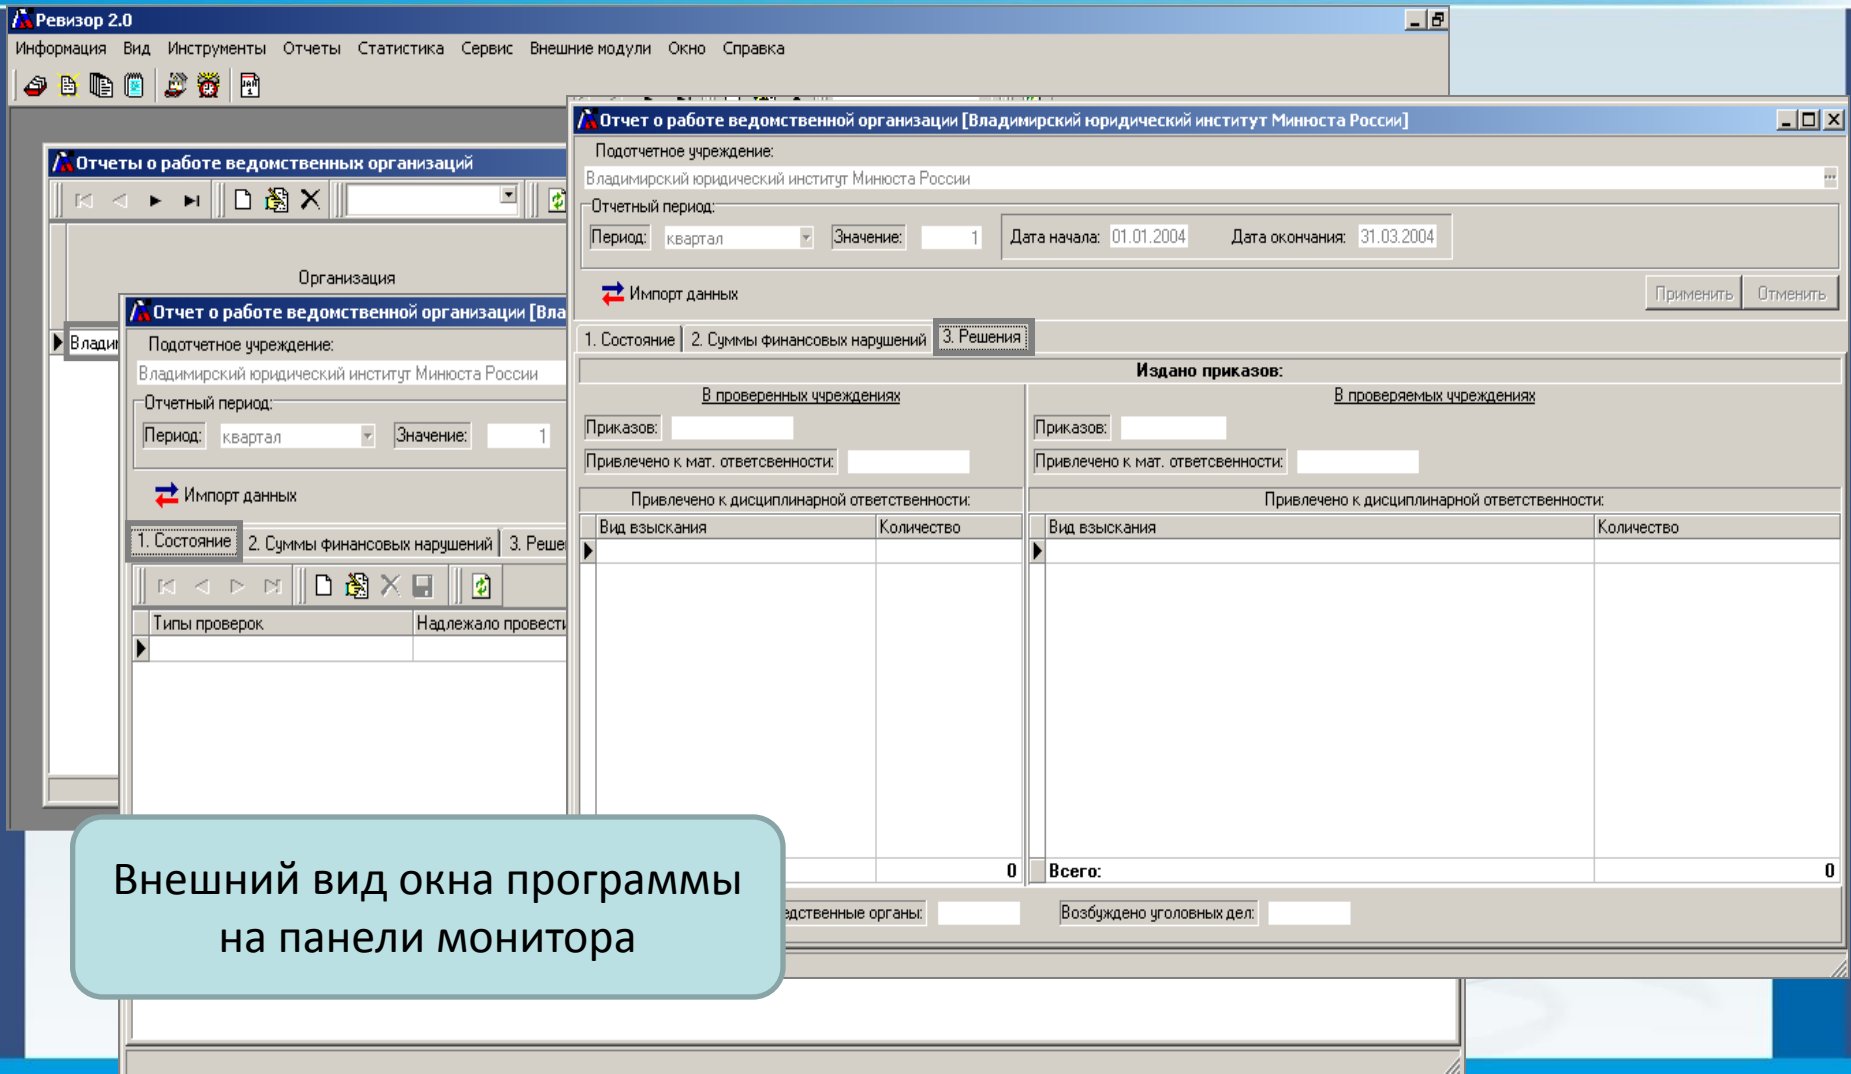 Ревизор 2.0
Информация Вид Инструменты Отчеты Статистика Сервис Внешние модули Окно Справка
Отчеты о работе ведомственных организаций
Организация
Отчет о работе ведомственной организации
Подотчетное учреждение:
Владимирский юридический институт Минюста России
Отчетный период:
Период: квартал Значение: 1
Импорт данных
1. Состояние 2. Суммы финансовых нарушений 3.
Типы проверок Надлежало провести
Отчет о работе ведомственной организации [Владимирский юридический институт Минюста России]
Подотчетное учреждение:
Владимирский юридический институт Минюста России
Отчетный период:
Период: квартал Значение: 1 Дата начала: 01.01.2004 Дата окончания: 31.03.2004
Импорт данных Применить Отменить
1. Состояние 2. Суммы финансовых нарушений 3. Решения
Издано приказов:
В проверенных учреждениях
Приказов:
Привлечено к мат. ответсвенности:
Привлечено к дисциплинарной ответственности:
Вид взыскания Количество
0
В проверяемых учреждениях
Приказов:
Привлечено к мат. ответсвенности:
Привлечено к дисциплинарной ответственности:
Вид взыскания Количество
Всего: 0
органы: Возбуждено уголовных дел:
Внешний вид окна программы
на панели монитора